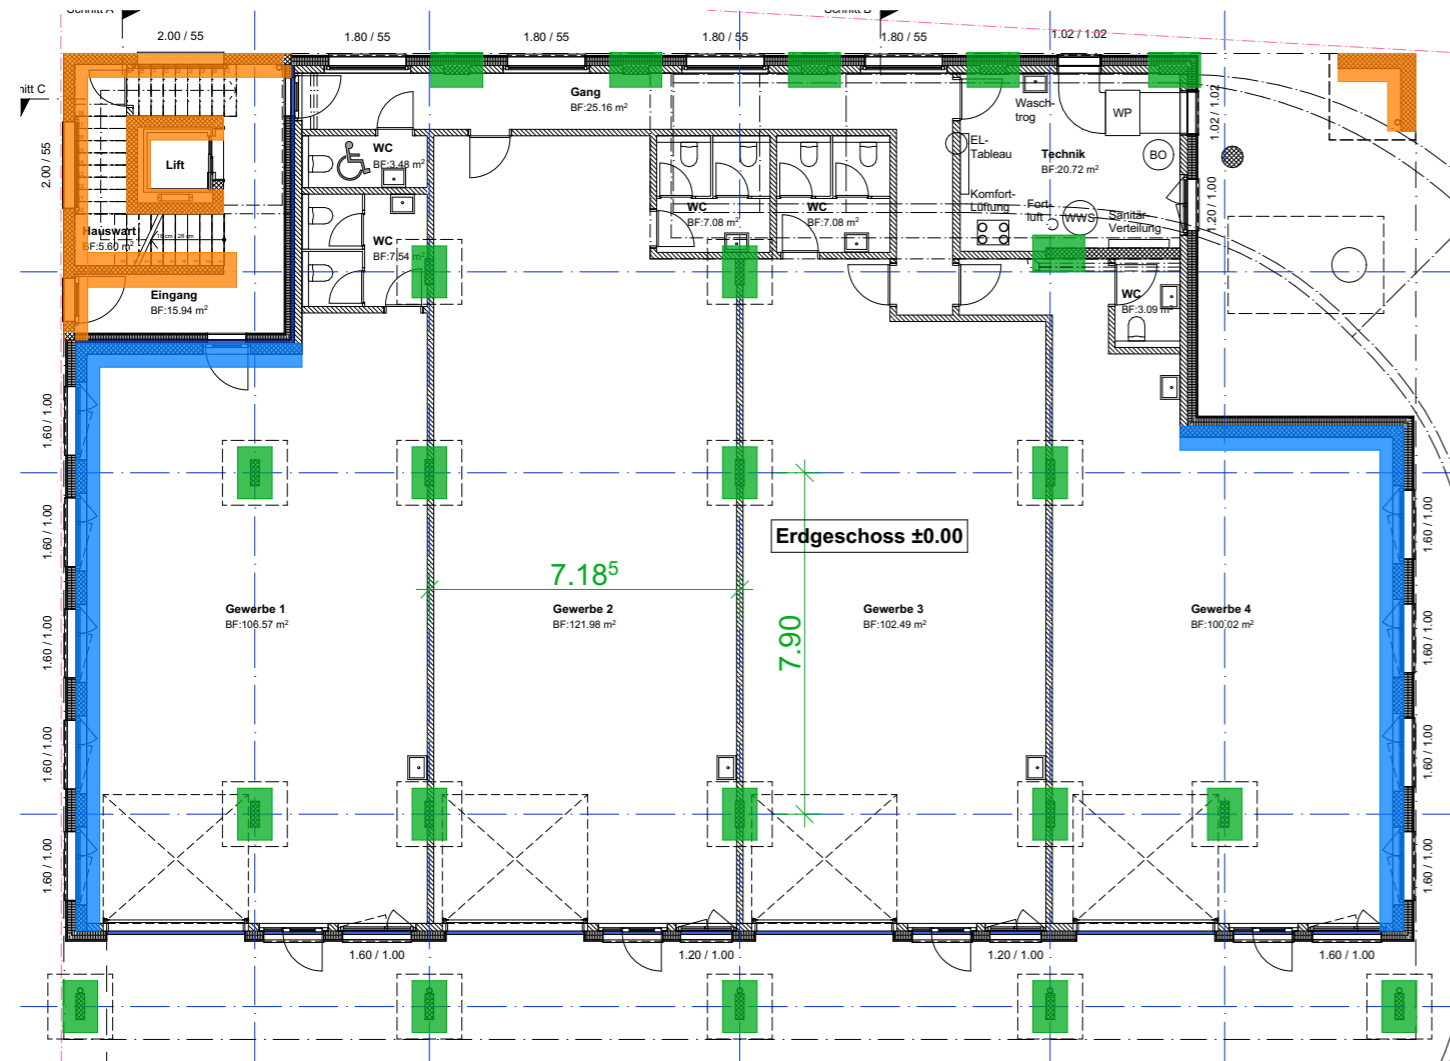 Schnitt A
Schnitt B
2.00 / 55
1.80 / 55
1.80 / 55
1.80 / 55
1.80 / 55
1.02 / 1.02
nitt C
2.00 / 55
Lift
Hauswart
BF:5.60 m²
18 cm | 28 cm
Eingang
BF:15.94 m²
Gang
BF:25.16 m²
WC
BF:3.48 m²
WC
BF:7.54 m²
WC
BF:7.08 m²
WC
BF:7.08 m²
Wasch-
trog
WP
EL-
Tableau
Technik
BF:20.72 m²
BO
Komfort-
Lüftung
Fort-
luft
WWS
Sanitär-
Verteilung
1.02 / 1.02
1.20 / 1.00
WC
BF:3.09 m²
Erdgeschoss ±0.00
7.18⁵
7.90
Gewerbe 1
BF:106.57 m²
Gewerbe 2
BF:121.98 m²
Gewerbe 3
BF:102.49 m²
Gewerbe 4
BF:100.02 m²
1.60 / 1.00
1.60 / 1.00
1.60 / 1.00
1.60 / 1.00
1.60 / 1.00
1.60 / 1.00
1.60 / 1.00
1.60 / 1.00
1.60 / 1.00
1.60 / 1.00
1.20 / 1.00
1.20 / 1.00
1.60 / 1.00